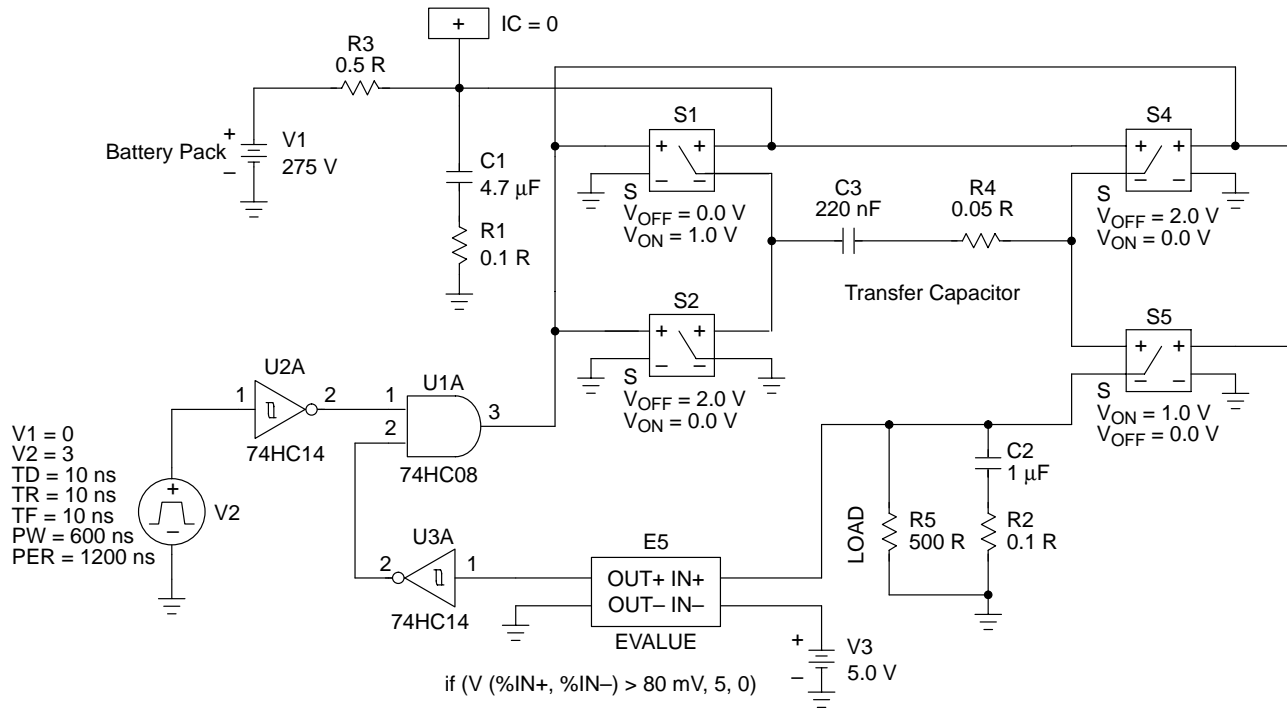 + IC = 0
R3
0.5 R
Battery Pack
+
−
V1
275 V
C1
4.7 µF
R1
0.1 R
S1
+ +
− −
S
VOFF = 0.0 V
VON = 1.0 V
S4
+ +
− −
S
VOFF = 2.0 V
VON = 0.0 V
C3
220 nF
R4
0.05 R
Transfer Capacitor
S2
+ +
− −
S
VOFF = 2.0 V
VON = 0.0 V
S5
+ +
− −
S
VON = 1.0 V
VOFF = 0.0 V
U2A
1 2
74HC14
U1A
1
2
3
74HC08
V1 = 0
V2 = 3
TD = 10 ns
TR = 10 ns
TF = 10 ns
PW = 600 ns
PER = 1200 ns
+
−
V2
U3A
2 1
74HC14
E5
OUT+ IN+
OUT− IN−
EVALUE
if (V (%IN+, %IN−) > 80 mV, 5, 0)
+
−
V3
5.0 V
LOAD
R5
500 R
C2
1 µF
R2
0.1 R